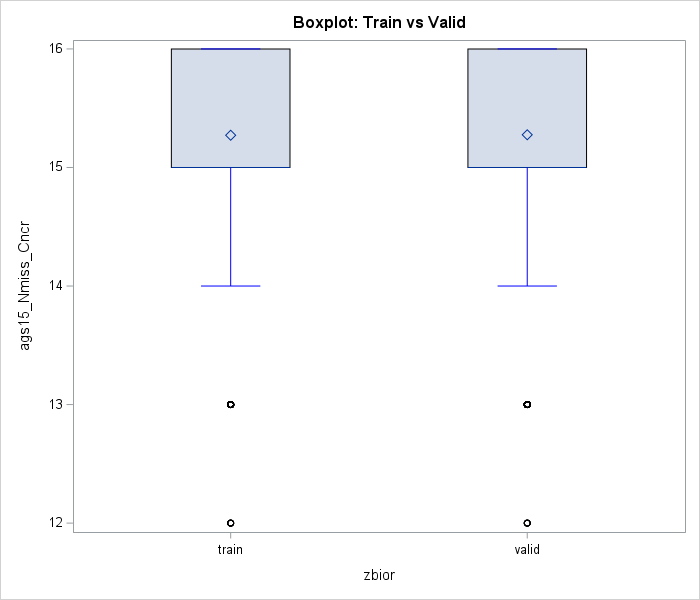 Boxplot: Train vs Valid
16
15
14
13
12
ags15_Nmiss_Cncr
train
valid
zbior